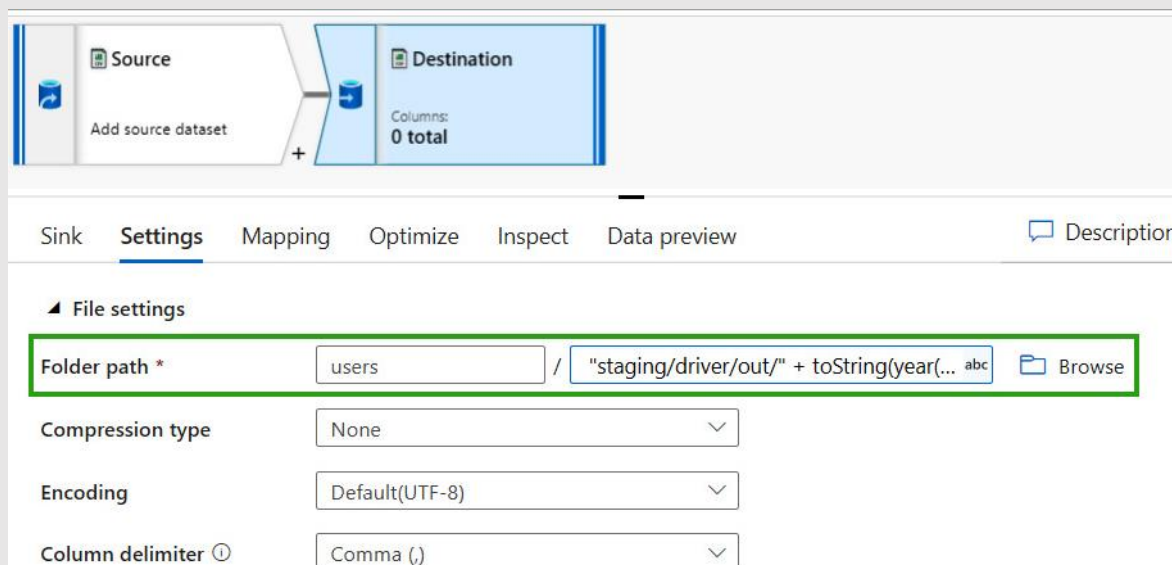 Source
Add source dataset
+
Destination
Columns:
0 total
Sink Settings Mapping Optimize Inspect Data preview Description
File settings
Folder path * users / "staging/driver/out/" + toString(year(... abc Browse
Compression type None
Encoding Default(UTF-8)
Column delimiter Comma (,)